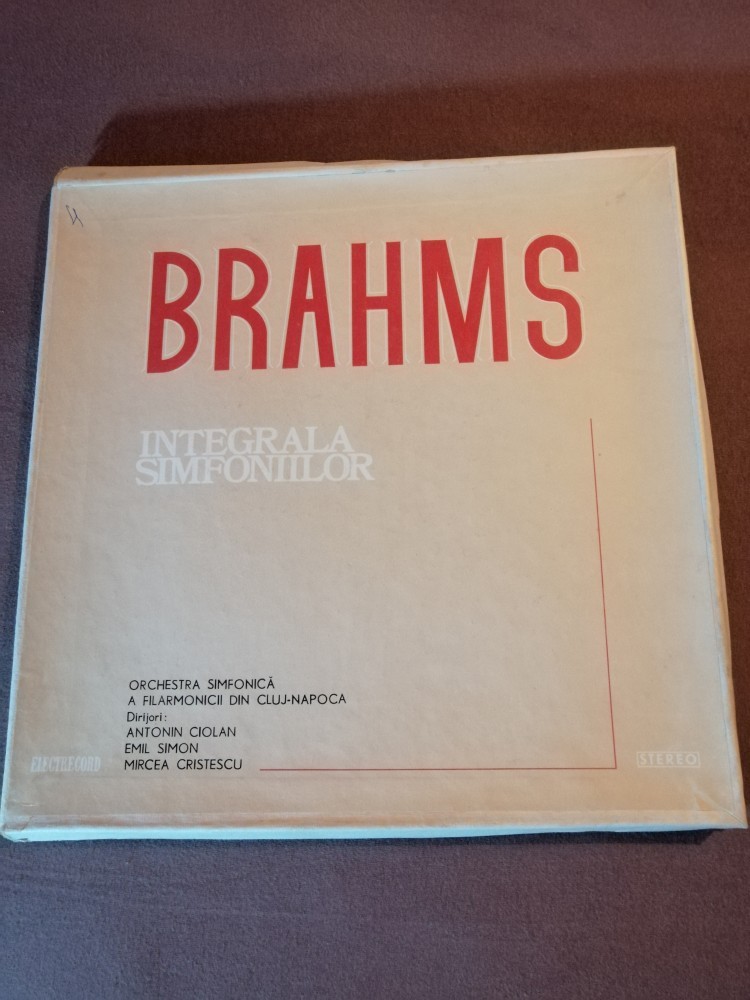 BRAHMS
INTEGRALA
SIMFONIILOR
ORCHESTRA SIMFONICĂ
A FILARMONICII DIN CLUJ-NAPOCA
Dirijori:
ANTONIN CIOLAN
EMIL SIMON
MIRCEA CRISTESCU
ELECTRECORD
STEREO